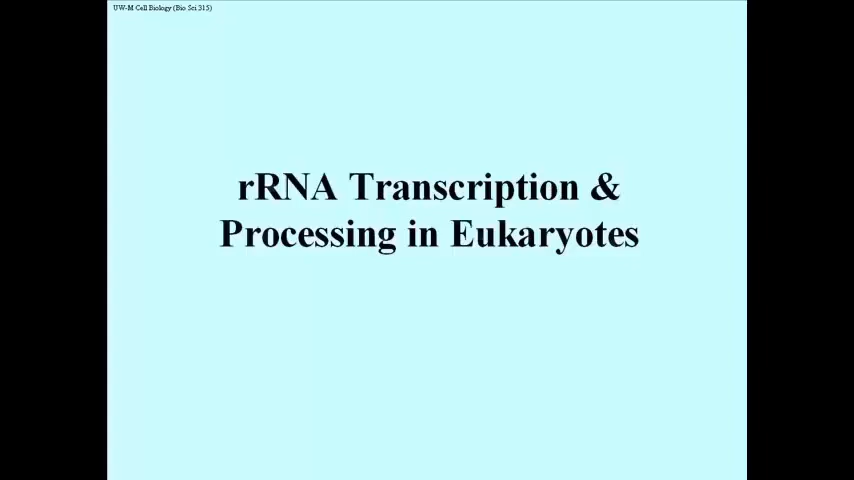 UW-M Cell Biology (Bio Sci 315)
rRNA Transcription &
Processing in Eukaryotes